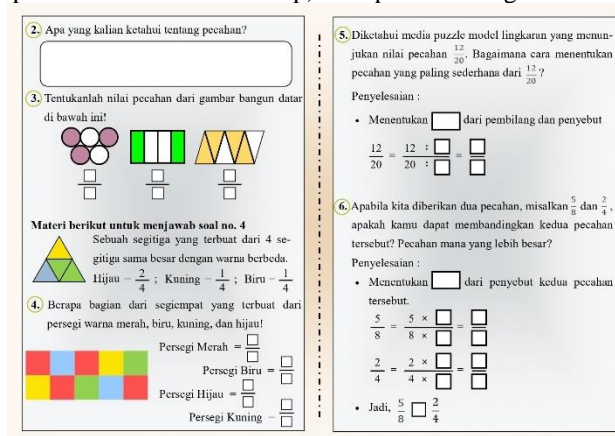 2. Apa yang kalian ketahui tentang pecahan?
3. Tentukanlah nilai pecahan dari gambar bangun datar
di bawah ini!
Materi berikut untuk menjawab soal no. 4
Sebuah segitiga yang terbuat dari 4 se-
gitiga sama besar dengan warna berbeda.
Hijau = 2/4 ; Kuning = 1/4 ; Biru = 1/4
4. Berapa bagian dari segiempat yang terbuat dari
persegi warna merah, biru, kuning, dan hijau!
Persegi Merah = □/□
Persegi Biru = □/□
Persegi Hijau = □/□
Persegi Kuning = □/□
5. Diketahui media puzzle model lingkaran yang menun-
jukan nilai pecahan 12/20. Bagaimana cara menentukan
pecahan yang paling sederhana dari 12/20 ?
Penyelesaian :
• Menentukan □ dari pembilang dan penyebut
12/20 = 12 : □ / 20 : □ = □/□
6. Apabila kita diberikan dua pecahan, misalkan 5/8 dan 2/4 ,
apakah kamu dapat membandingkan kedua pecahan
tersebut? Pecahan mana yang lebih besar?
Penyelesaian :
• Menentukan □ dari penyebut kedua pecahan
tersebut.
5/8 = 5 × □ / 8 × □ = □/□
2/4 = 2 × □ / 4 × □ = □/□
• Jadi, 5/8 □ 2/4